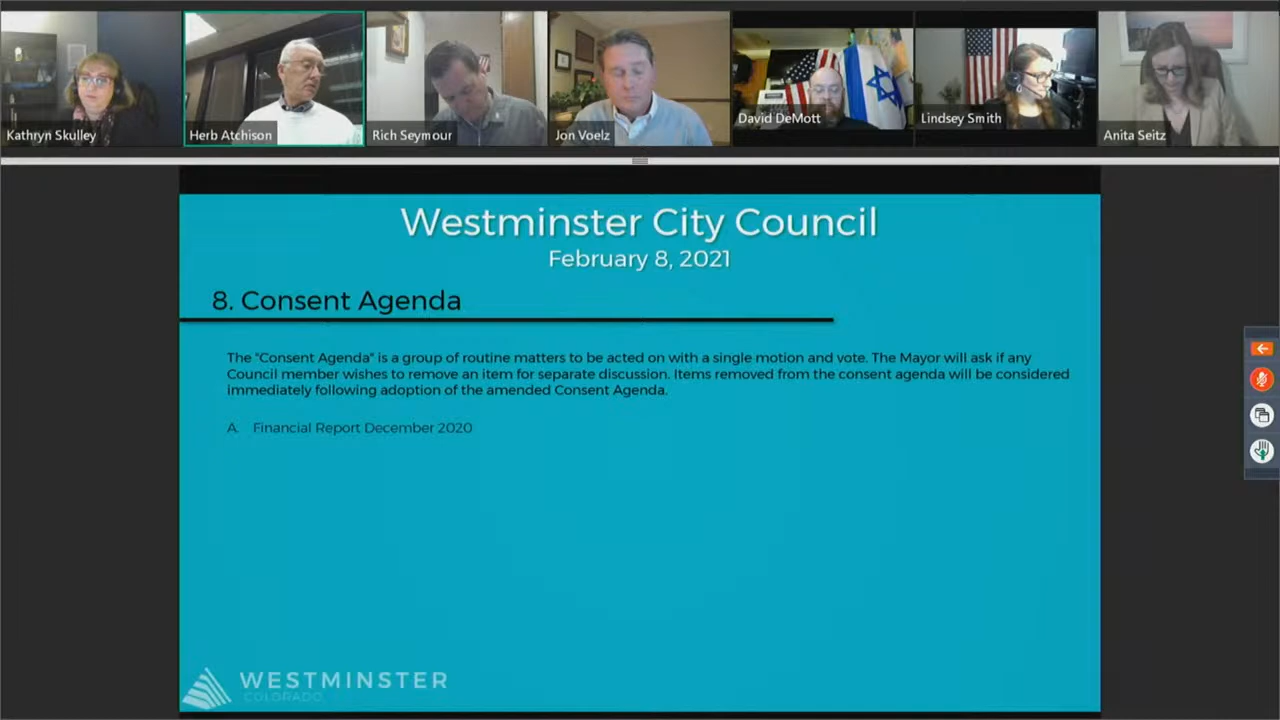 Kathryn Skulley
Herb Atchison
Rich Seymour
Jon Voelz
David DeMott
Lindsey Smith
Anita Seitz
Westminster City Council
February 8, 2021
8. Consent Agenda
The "Consent Agenda" is a group of routine matters to be acted on with a single motion and vote. The Mayor will ask if any
Council member wishes to remove an item for separate discussion. Items removed from the consent agenda will be considered
immediately following adoption of the amended Consent Agenda.
A. Financial Report December 2020
WESTMINSTER
COLORADO